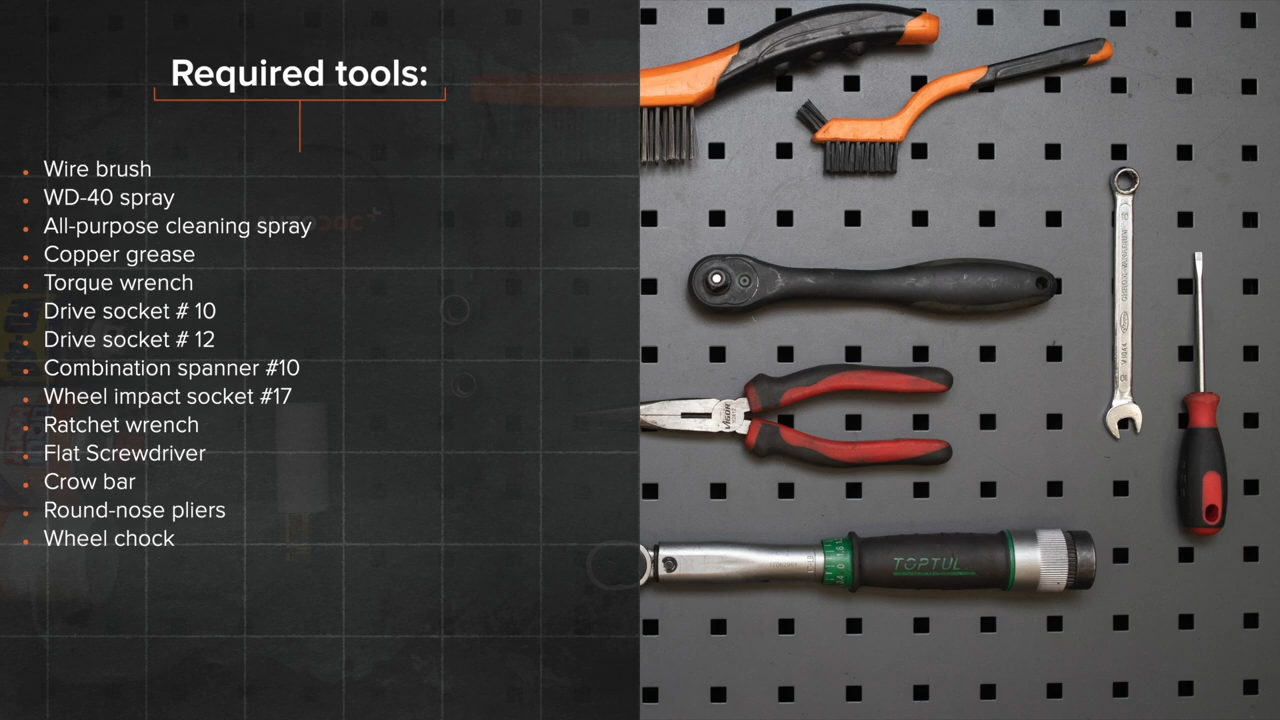 Required tools:
Wire brush
WD-40 spray
All-purpose cleaning spray
Copper grease
Torque wrench
Drive socket # 10
Drive socket # 12
Combination spanner #10
Wheel impact socket #17
Ratchet wrench
Flat Screwdriver
Crow bar
Round-nose pliers
Wheel chock
VIGOR
TOPTUL